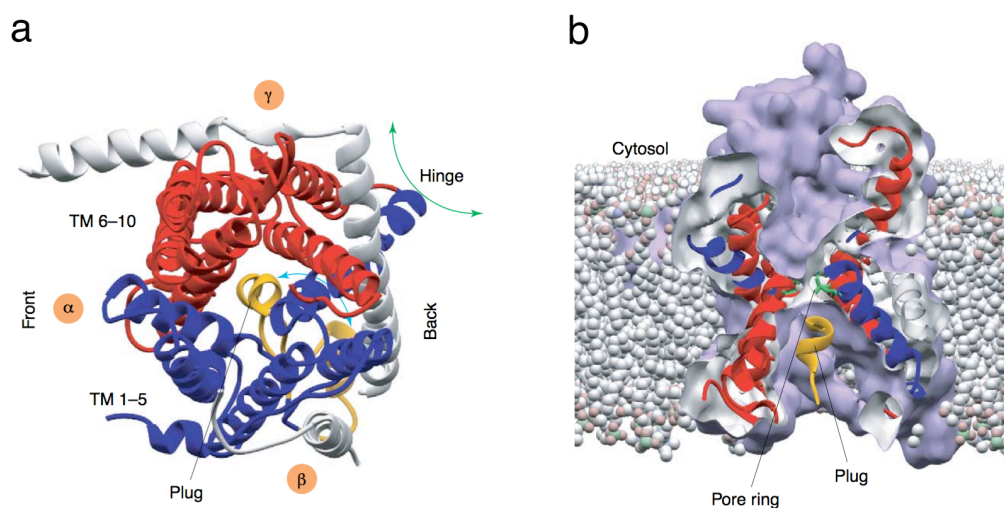 a
γ
Hinge
TM 6–10
Front
α
Back
TM 1–5
Plug
β
b
Cytosol
Plug
Pore ring